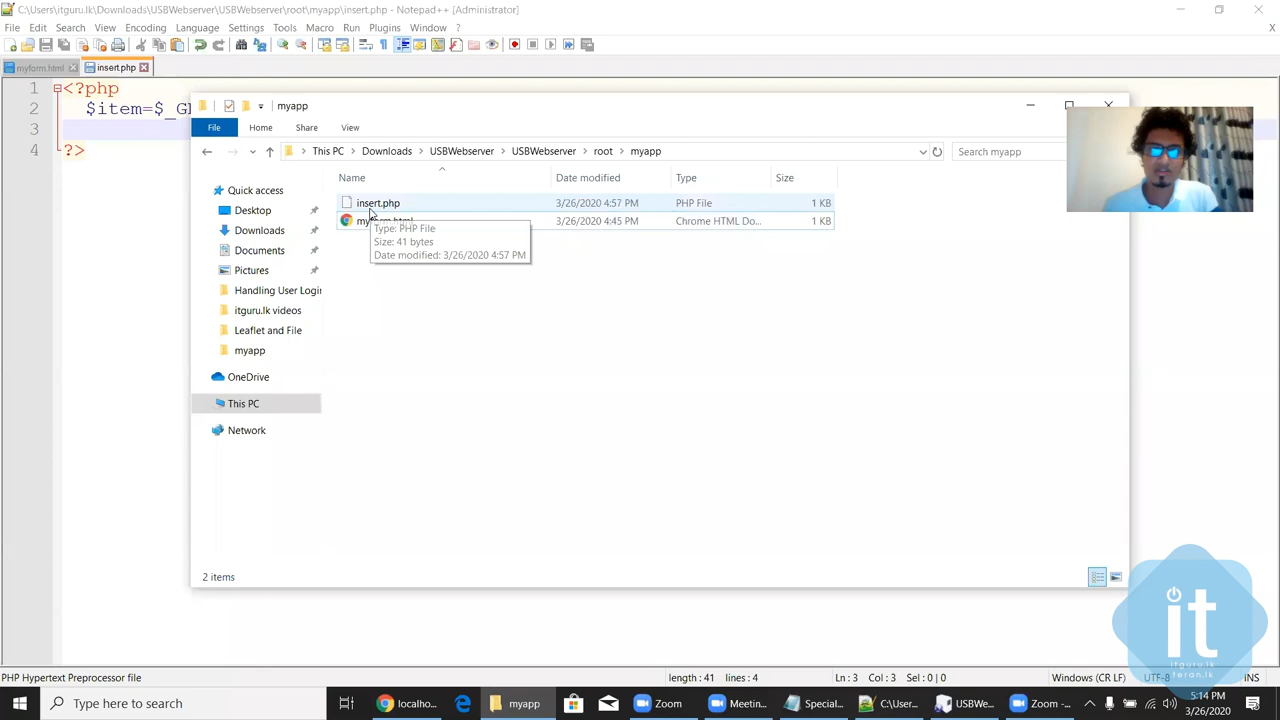 C:\Users\itguru.lk\Downloads\USBWebserver\USBWebserver\root\myapp\insert.php - Notepad++ [Administrator]
File Edit Search View Encoding Language Settings Tools Macro Run Plugins Window ? X
myform.html insert.php
1 <?php
2 $item=$_G
3
4 ?>
myapp
File Home Share View
This PC > Downloads > USBWebserver > USBWebserver > root > myapp
Search myapp
Name Date modified Type Size
insert.php 3/26/2020 4:57 PM PHP File 1 KB
myform.html 3/26/2020 4:45 PM Chrome HTML Do... 1 KB
Type: PHP File
Size: 41 bytes
Date modified: 3/26/2020 4:57 PM
Quick access
Desktop
Downloads
Documents
Pictures
Handling User Logi
itguru.lk videos
Leaflet and File
myapp
OneDrive
This PC
Network
2 items
it
itguru.lk
teran.lk
PHP Hypertext Preprocessor file length : 41 lines : 4 Ln : 3 Col : 3 Sel : 0 | 0 Windows (CR LF) UTF-8 INS
Type here to search
localho... myapp Zoom Meetin... Special... C:\User... USBWe... Zoom -...
5:14 PM
3/26/2020